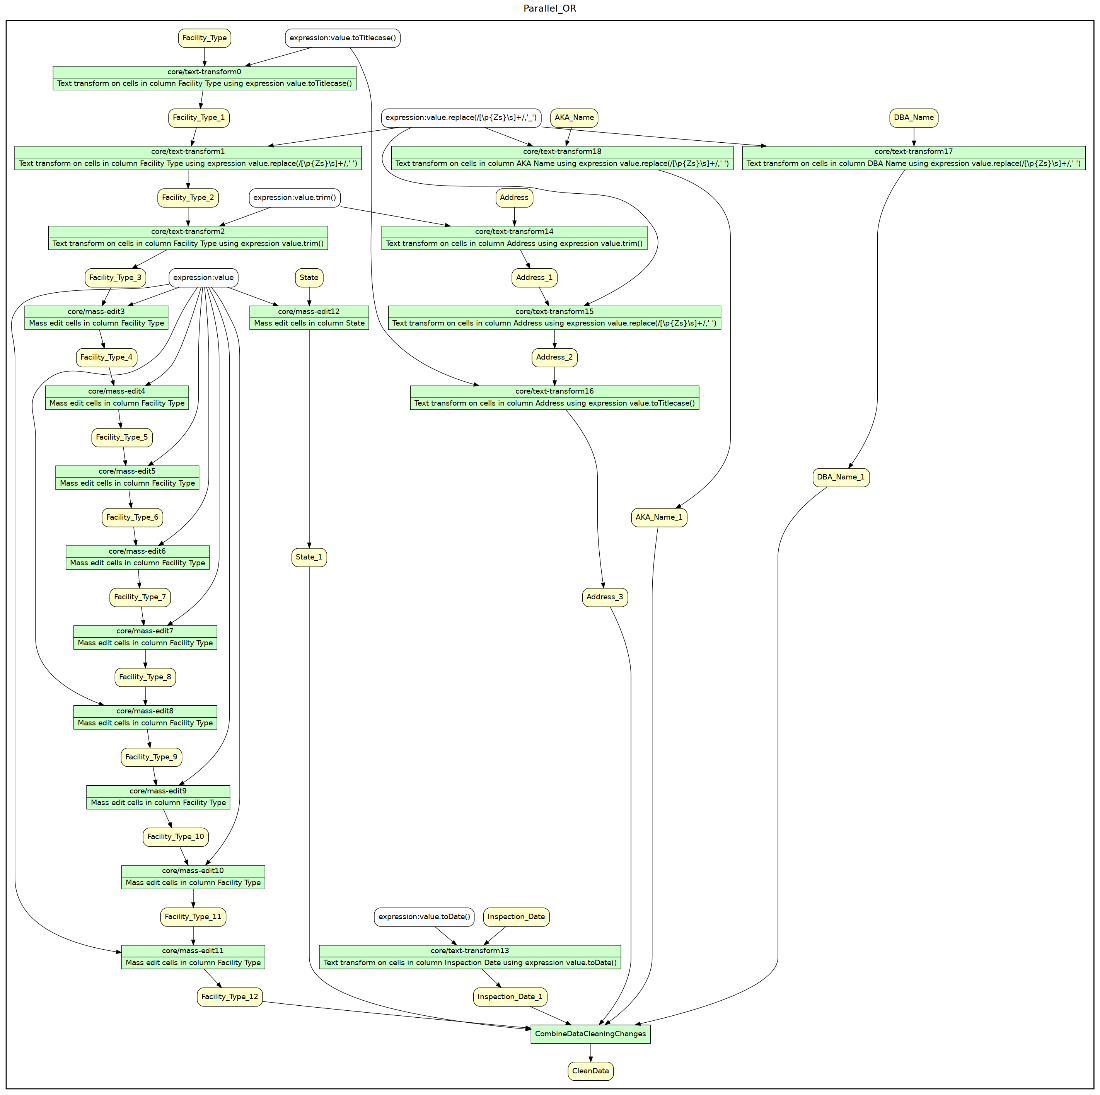 Parallel_OR
Facility_Type
expression:value.toTitlecase()
core/text-transform0
Text transform on cells in column Facility Type using expression value.toTitlecase()
Facility_Type_1
expression:value.replace(/[\p{Zs}\s]+/,'_')
AKA_Name
DBA_Name
core/text-transform1
Text transform on cells in column Facility Type using expression value.replace(/[\p{Zs}\s]+/,' ')
core/text-transform18
Text transform on cells in column AKA Name using expression value.replace(/[\p{Zs}\s]+/,' ')
core/text-transform17
Text transform on cells in column DBA Name using expression value.replace(/[\p{Zs}\s]+/,' ')
Facility_Type_2
expression:value.trim()
Address
core/text-transform2
Text transform on cells in column Facility Type using expression value.trim()
core/text-transform14
Text transform on cells in column Address using expression value.trim()
Facility_Type_3
expression:value
State
Address_1
core/mass-edit3
Mass edit cells in column Facility Type
core/mass-edit12
Mass edit cells in column State
core/text-transform15
Text transform on cells in column Address using expression value.replace(/[\p{Zs}\s]+/,' ')
Facility_Type_4
Address_2
core/mass-edit4
Mass edit cells in column Facility Type
core/text-transform16
Text transform on cells in column Address using expression value.toTitlecase()
Facility_Type_5
core/mass-edit5
Mass edit cells in column Facility Type
DBA_Name_1
Facility_Type_6
AKA_Name_1
core/mass-edit6
Mass edit cells in column Facility Type
State_1
Facility_Type_7
Address_3
core/mass-edit7
Mass edit cells in column Facility Type
Facility_Type_8
core/mass-edit8
Mass edit cells in column Facility Type
Facility_Type_9
core/mass-edit9
Mass edit cells in column Facility Type
Facility_Type_10
core/mass-edit10
Mass edit cells in column Facility Type
Facility_Type_11
expression:value.toDate()
Inspection_Date
core/mass-edit11
Mass edit cells in column Facility Type
core/text-transform13
Text transform on cells in column Inspection Date using expression value.toDate()
Facility_Type_12
Inspection_Date_1
CombineDataCleaningChanges
CleanData